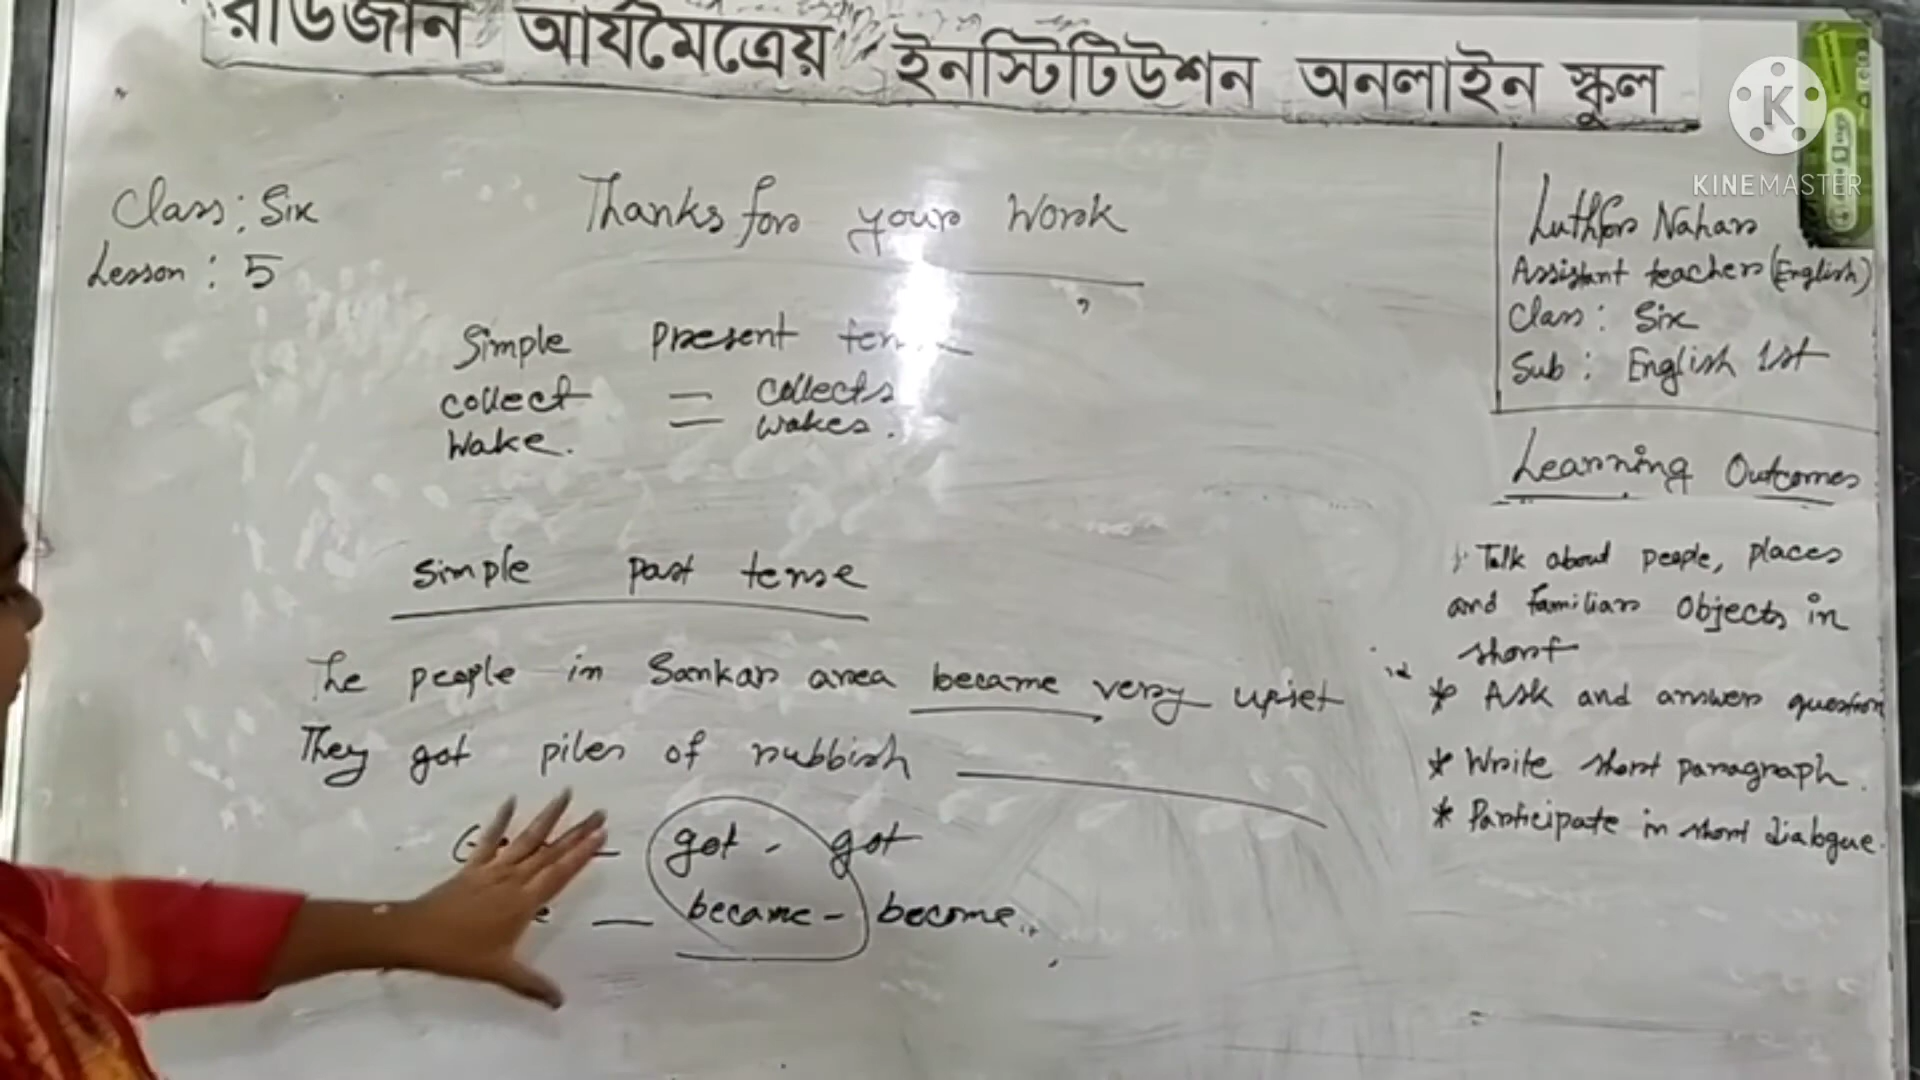 রাউজান আর্যমৈত্রেয় ইনস্টিটিউশন অনলাইন স্কুল
KINEMASTER
Class: Six
Lesson: 5
Thanks for your Work
Simple Present
collect = collects
Wake. = wakes.
Simple past tense
The people in Sankar area became very upset
They got piles of rubbish
got - got
became - become.
Luthfor Nahar
Assistant teacher (English)
Class: Six
Sub: English 1st
Learning Outcomes
Talk about people, places
and familiar objects in
short
* Ask and answer question
* Write short paragraph.
* Participate in short dialogue.